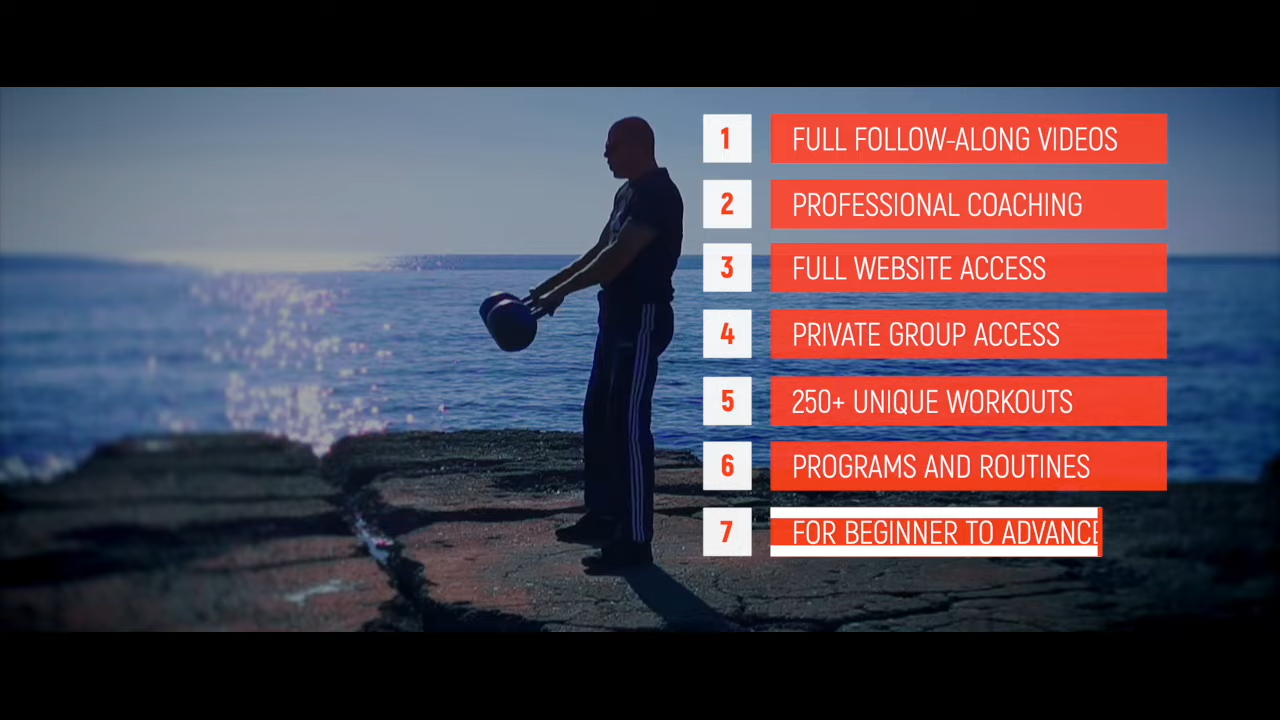 1 FULL FOLLOW-ALONG VIDEOS
2 PROFESSIONAL COACHING
3 FULL WEBSITE ACCESS
4 PRIVATE GROUP ACCESS
5 250+ UNIQUE WORKOUTS
6 PROGRAMS AND ROUTINES
7 FOR BEGINNER TO ADVANCE